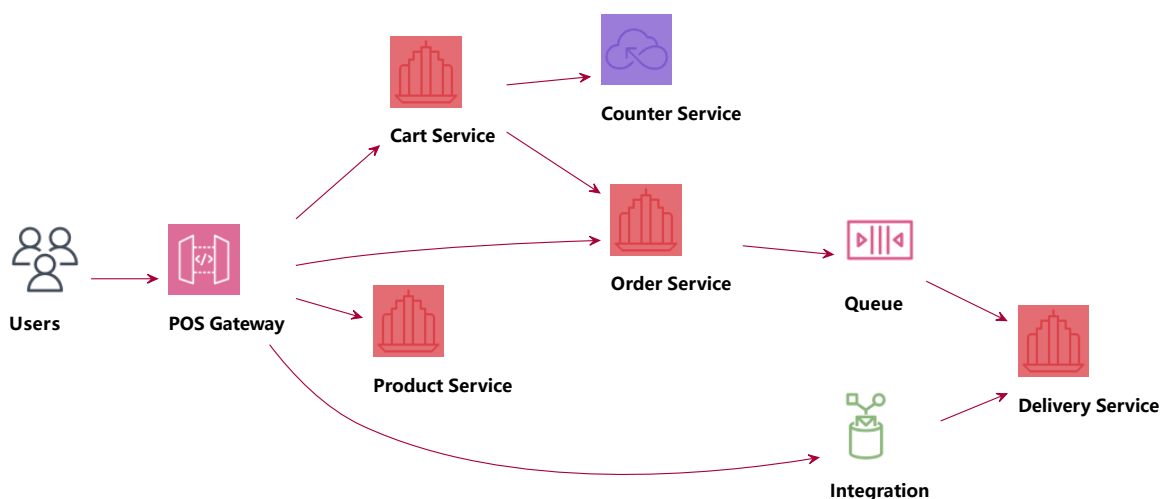 Counter Service
Cart Service
Order Service
Queue
Users
POS Gateway
</>
Product Service
Delivery Service
Integration